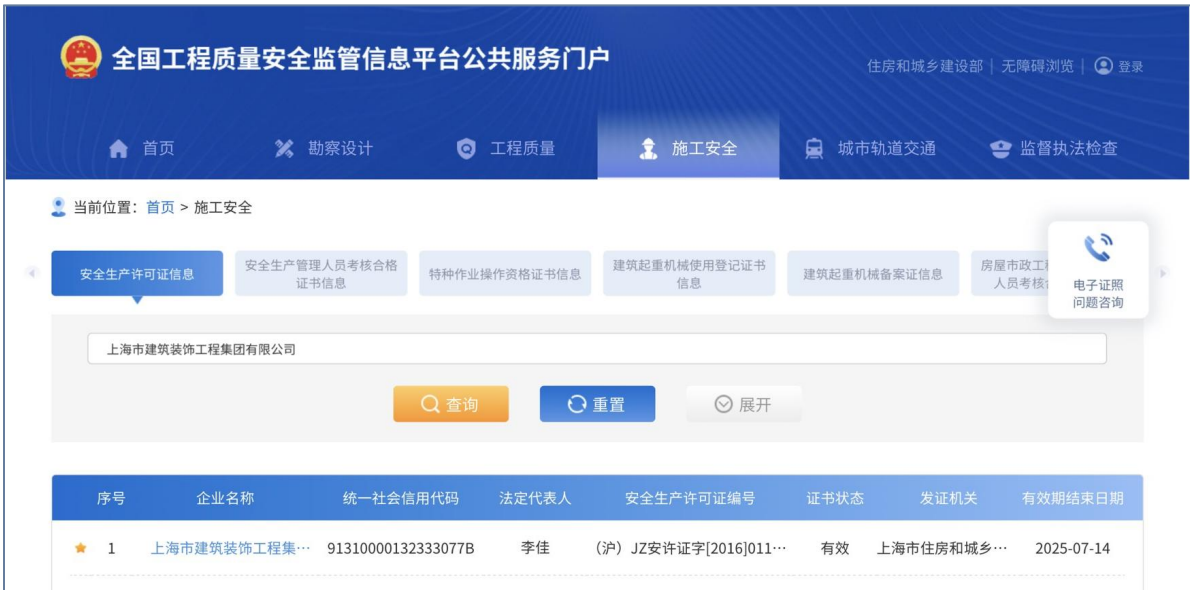 全国工程质量安全监管信息平台公共服务门户
住房和城乡建设部 | 无障碍浏览 | 登录
首页 勘察设计 工程质量 施工安全 城市轨道交通 监督执法检查
当前位置：首页 > 施工安全
安全生产许可证信息
安全生产管理人员考核合格
证书信息
特种作业操作资格证书信息
建筑起重机械使用登记证书
信息
建筑起重机械备案证信息
房屋市政工
人员考核
电子证照
问题咨询
上海市建筑装饰工程集团有限公司
查询 重置 展开
序号 企业名称 统一社会信用代码 法定代表人 安全生产许可证编号 证书状态 发证机关 有效期结束日期
1 上海市建筑装饰工程集… 91310000132333077B 李佳 （沪）JZ安许证字[2016]011… 有效 上海市住房和城乡… 2025-07-14